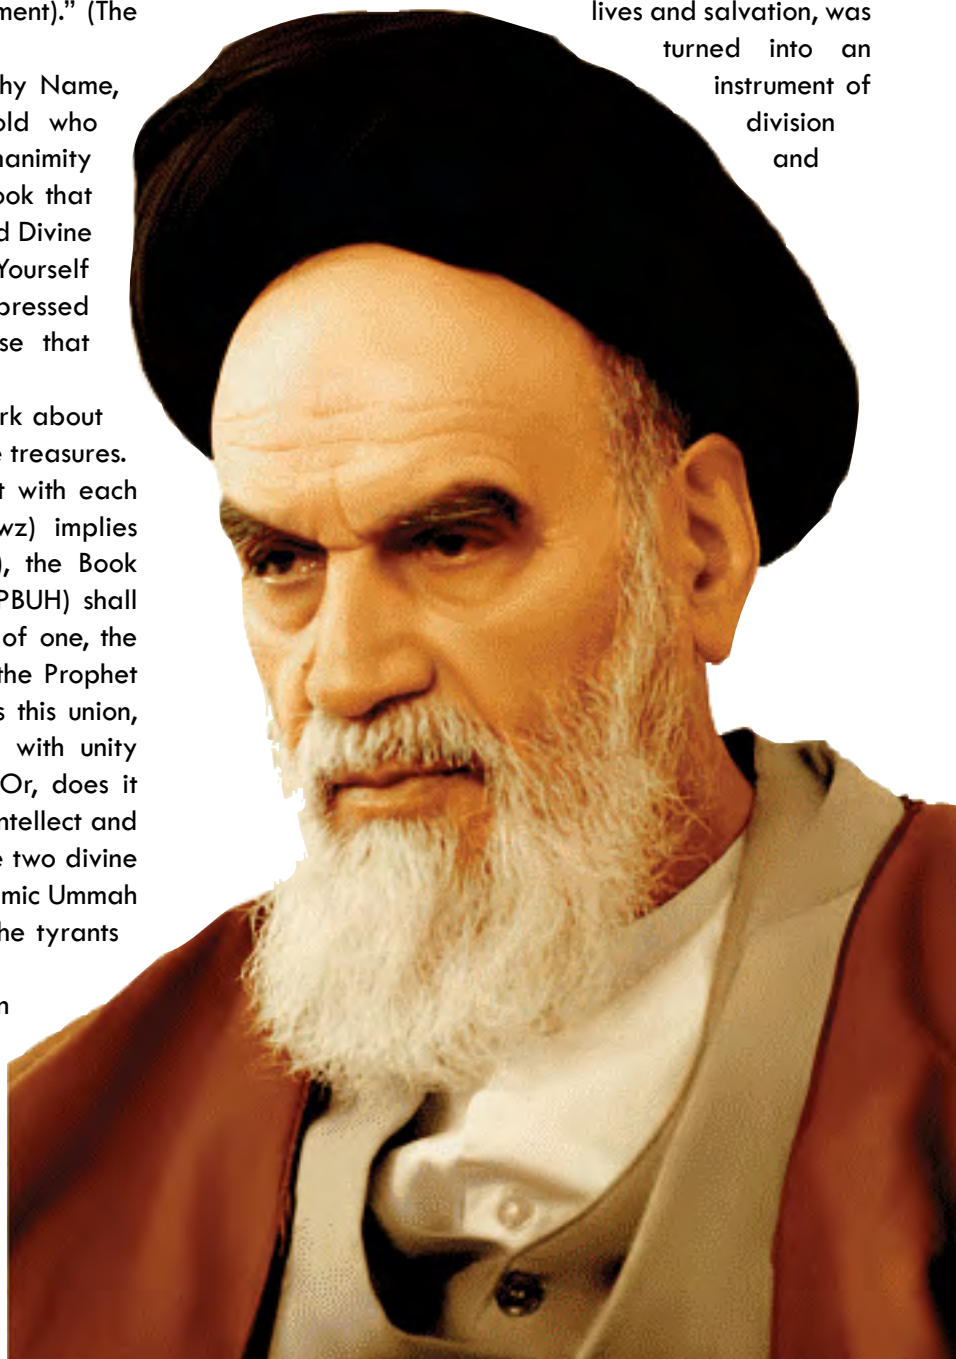 ment).” (The
hy Name,
old who
nanimity
ook that
d Divine
Yourself
pressed
se that
rk about
e treasures.
t with each
wz) implies
), the Book
PBUH) shall
of one, the
the Prophet
s this union,
with unity
Or, does it
ntellect and
e two divine
mic Ummah
he tyrants
n
lives and salvation, was
turned into an
instrument of
division
and